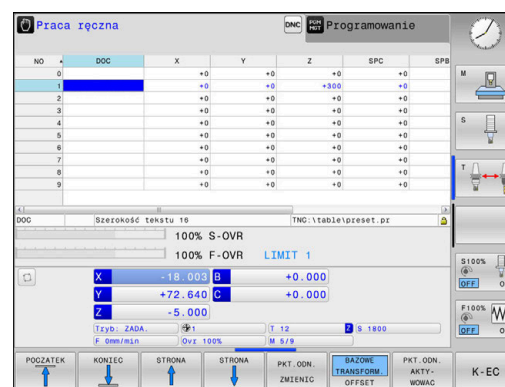 Praca ręczna DNC POM MOT Programowanie
NO DOC X Y Z SPC SPB
0 +0 +0 +0 +0
1 +0 +0 +300 +0
2 +0 +0 +0 +0
3 +0 +0 +0 +0
4 +0 +0 +0 +0
5 +0 +0 +0 +0
6 +0 +0 +0 +0
7 +0 +0 +0 +0
8 +0 +0 +0 +0
9 +0 +0 +0 +0
DOC Szerokość tekstu 16 TNC:\table\preset.pr
100% S-OVR
100% F-OVR LIMIT 1
X -18.003 B +0.000
Y +72.640 C +0.000
Z -5.000
Tryb: ZADA. 1 T 12 Z S 1800
F 0mm/min Ovr 100% M 5/9
M
S
T
S100%
OFF
F100%
OFF
POCZATEK KONIEC STRONA STRONA PKT.ODN. ZMIENIC BAZOWE TRANSFORM. OFFSET PKT.ODN. AKTY- WOWAC K-EC